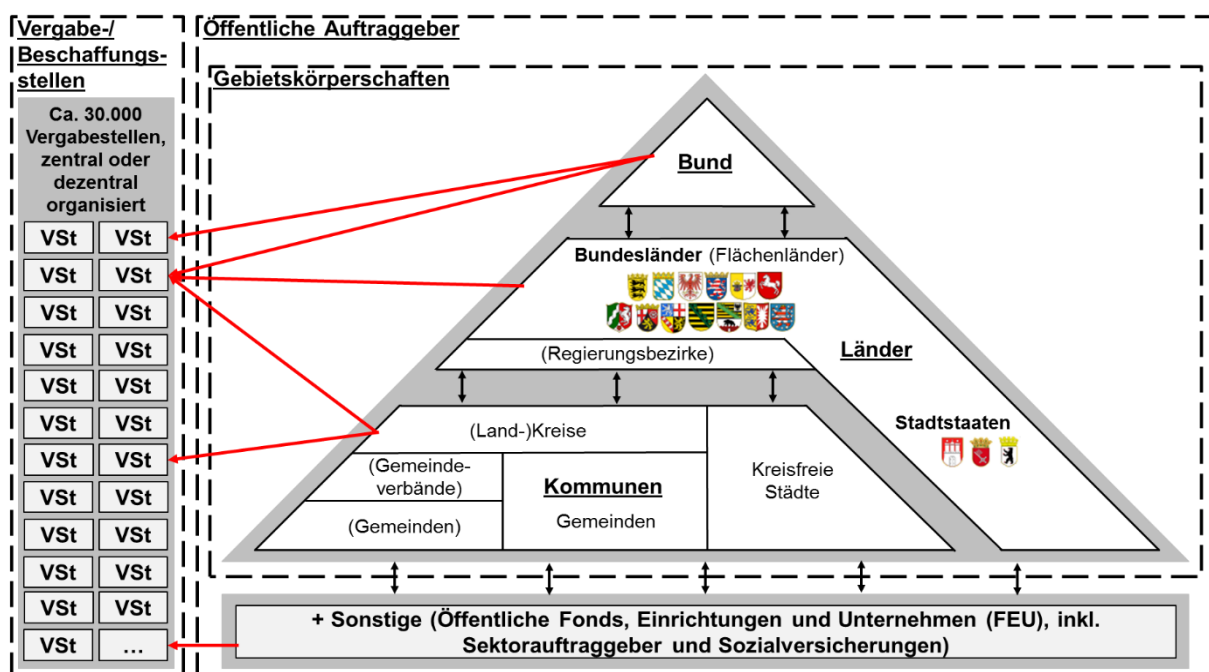 Vergabe-/
Beschaffungs-
stellen
Ca. 30.000
Vergabestellen,
zentral oder
dezentral
organisiert
VSt VSt
VSt VSt
VSt VSt
VSt VSt
VSt VSt
VSt VSt
VSt VSt
VSt VSt
VSt VSt
VSt VSt
VSt VSt
VSt ...
Öffentliche Auftraggeber
Gebietskörperschaften
Bund
Bundesländer (Flächenländer)
(Regierungsbezirke)
Länder
Stadtstaaten
(Land-)Kreise
(Gemeinde-
verbände)
(Gemeinden)
Kommunen
Gemeinden
Kreisfreie
Städte
+ Sonstige (Öffentliche Fonds, Einrichtungen und Unternehmen (FEU), inkl.
Sektorauftraggeber und Sozialversicherungen)